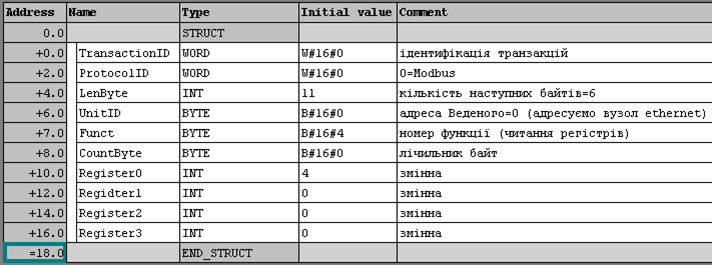 Address Name Type Initial value Comment
0.0 STRUCT
+0.0 TransactionID WORD W#16#0 ідентифікація транзакцій
+2.0 ProtocolID WORD W#16#0 0=Modbus
+4.0 LenByte INT 11 кількість наступних байтів=6
+6.0 UnitID BYTE B#16#0 адреса Веденого=0 (адресуємо вузол ethernet)
+7.0 Funct BYTE B#16#4 номер функції (читання регістрів)
+8.0 CountByte BYTE B#16#0 лічильник байт
+10.0 Register0 INT 4 змінна
+12.0 Regidter1 INT 0 змінна
+14.0 Register2 INT 0 змінна
+16.0 Register3 INT 0 змінна
=18.0 END_STRUCT